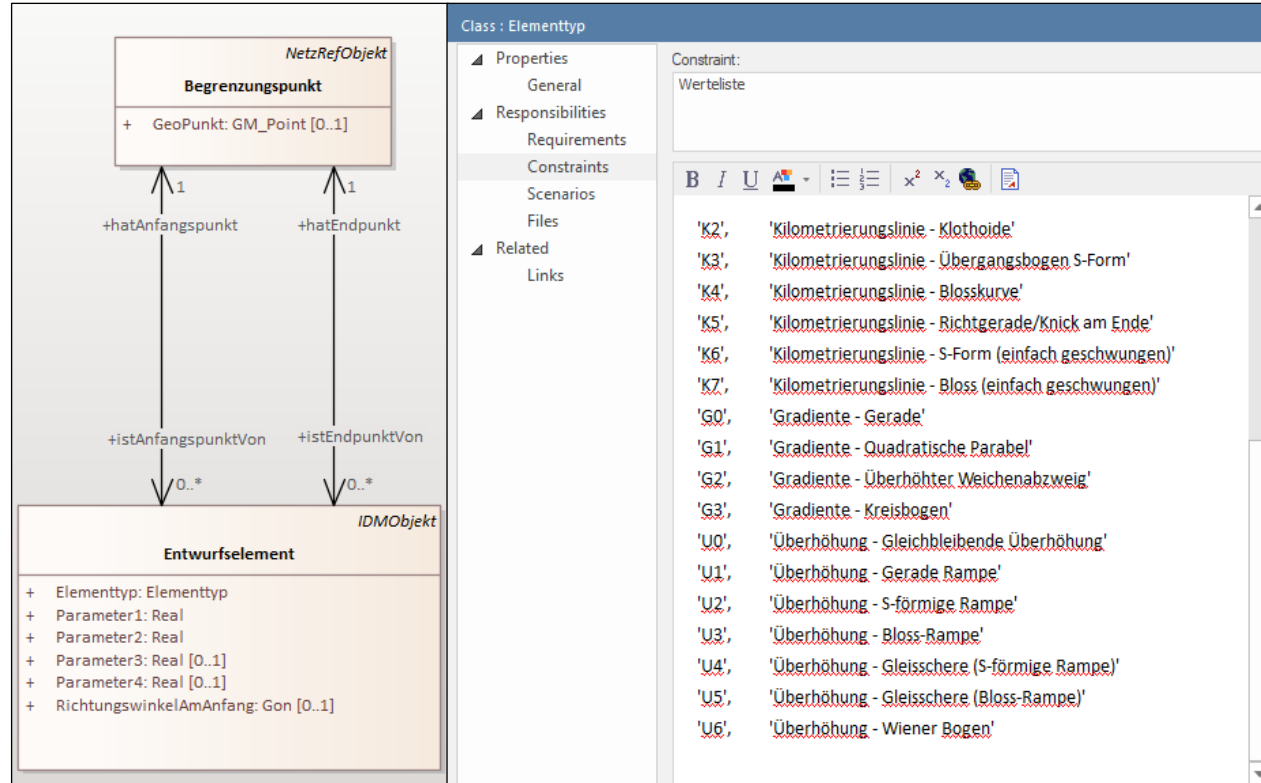 NetzRefObjekt
Begrenzungspunkt
+ GeoPunkt: GM_Point [0..1]
1
1
+hatAnfangspunkt
+hatEndpunkt
+istAnfangspunktVon
+istEndpunktVon
0..*
0..*
IDMObjekt
Entwurfselement
+ Elementtyp: Elementtyp
+ Parameter1: Real
+ Parameter2: Real
+ Parameter3: Real [0..1]
+ Parameter4: Real [0..1]
+ RichtungswinkelAmAnfang: Gon [0..1]
Class : Elementtyp
Properties
General
Responsibilities
Requirements
Constraints
Scenarios
Files
Related
Links
Constraint:
Werteliste
B I U A x² ×₂
'K2', 'Kilometrierungslinie - Klothoide'
'K3', 'Kilometrierungslinie - Übergangsbogen S-Form'
'K4', 'Kilometrierungslinie - Blosskurve'
'K5', 'Kilometrierungslinie - Richtgerade/Knick am Ende'
'K6', 'Kilometrierungslinie - S-Form (einfach geschwungen)'
'K7', 'Kilometrierungslinie - Bloss (einfach geschwungen)'
'G0', 'Gradiente - Gerade'
'G1', 'Gradiente - Quadratische Parabel'
'G2', 'Gradiente - Überhöhter Weichenabzweig'
'G3', 'Gradiente - Kreisbogen'
'U0', 'Überhöhung - Gleichbleibende Überhöhung'
'U1', 'Überhöhung - Gerade Rampe'
'U2', 'Überhöhung - S-förmige Rampe'
'U3', 'Überhöhung - Bloss-Rampe'
'U4', 'Überhöhung - Gleisschere (S-förmige Rampe)'
'U5', 'Überhöhung - Gleisschere (Bloss-Rampe)'
'U6', 'Überhöhung - Wiener Bogen'